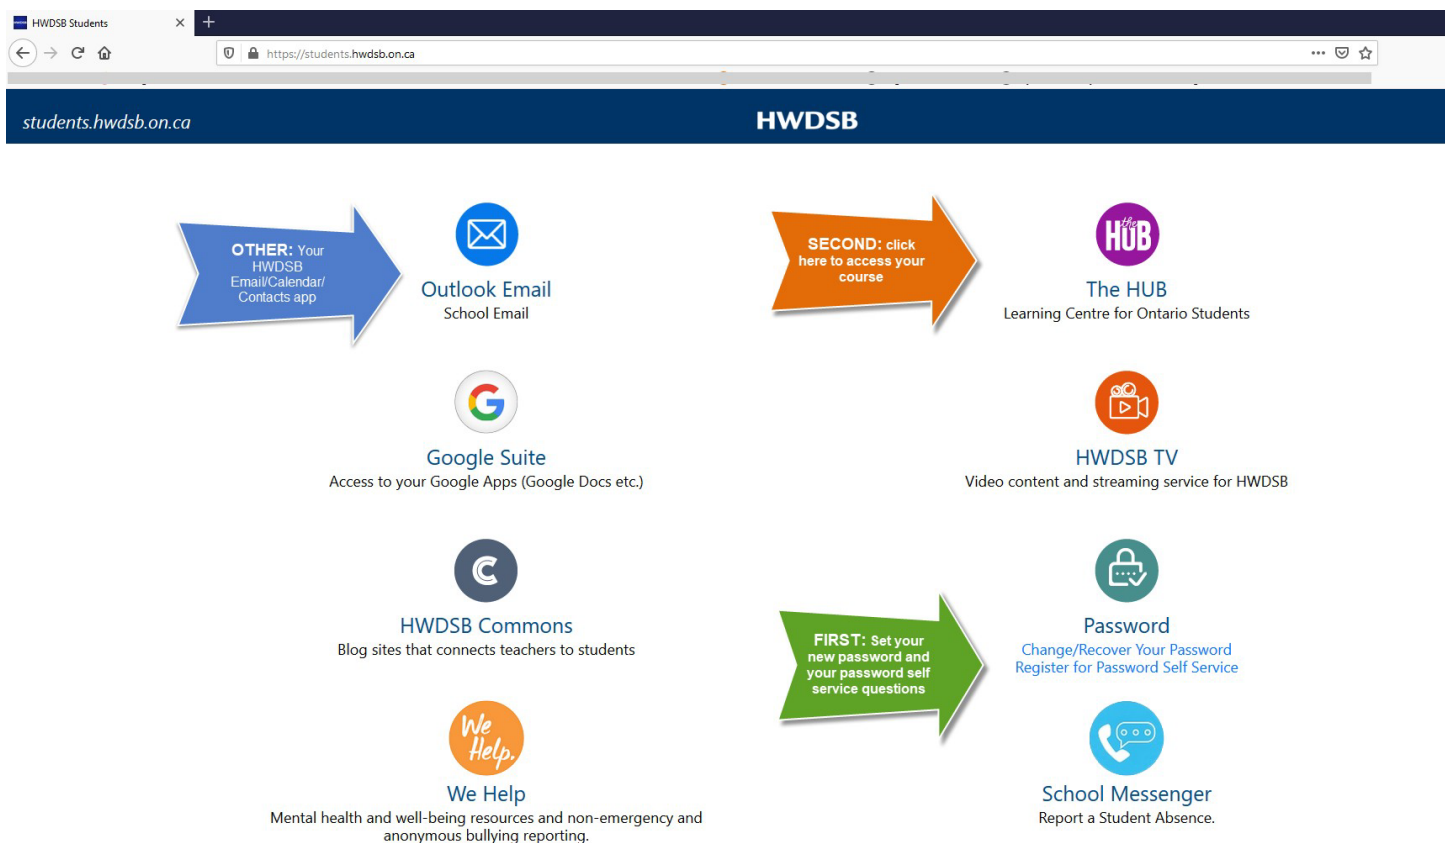 HWDSB Students
https://students.hwdsb.on.ca
students.hwdsb.on.ca
HWDSB
OTHER: Your
HWDSB
Email/Calendar/
Contacts app
Outlook Email
School Email
SECOND: click
here to access your
course
the
HUB
The HUB
Learning Centre for Ontario Students
G
Google Suite
Access to your Google Apps (Google Docs etc.)
HWDSB TV
Video content and streaming service for HWDSB
C
HWDSB Commons
Blog sites that connects teachers to students
FIRST: Set your
new password and
your password self
service questions
Password
Change/Recover Your Password
Register for Password Self Service
We
Help.
We Help
Mental health and well-being resources and non-emergency and
anonymous bullying reporting.
School Messenger
Report a Student Absence.